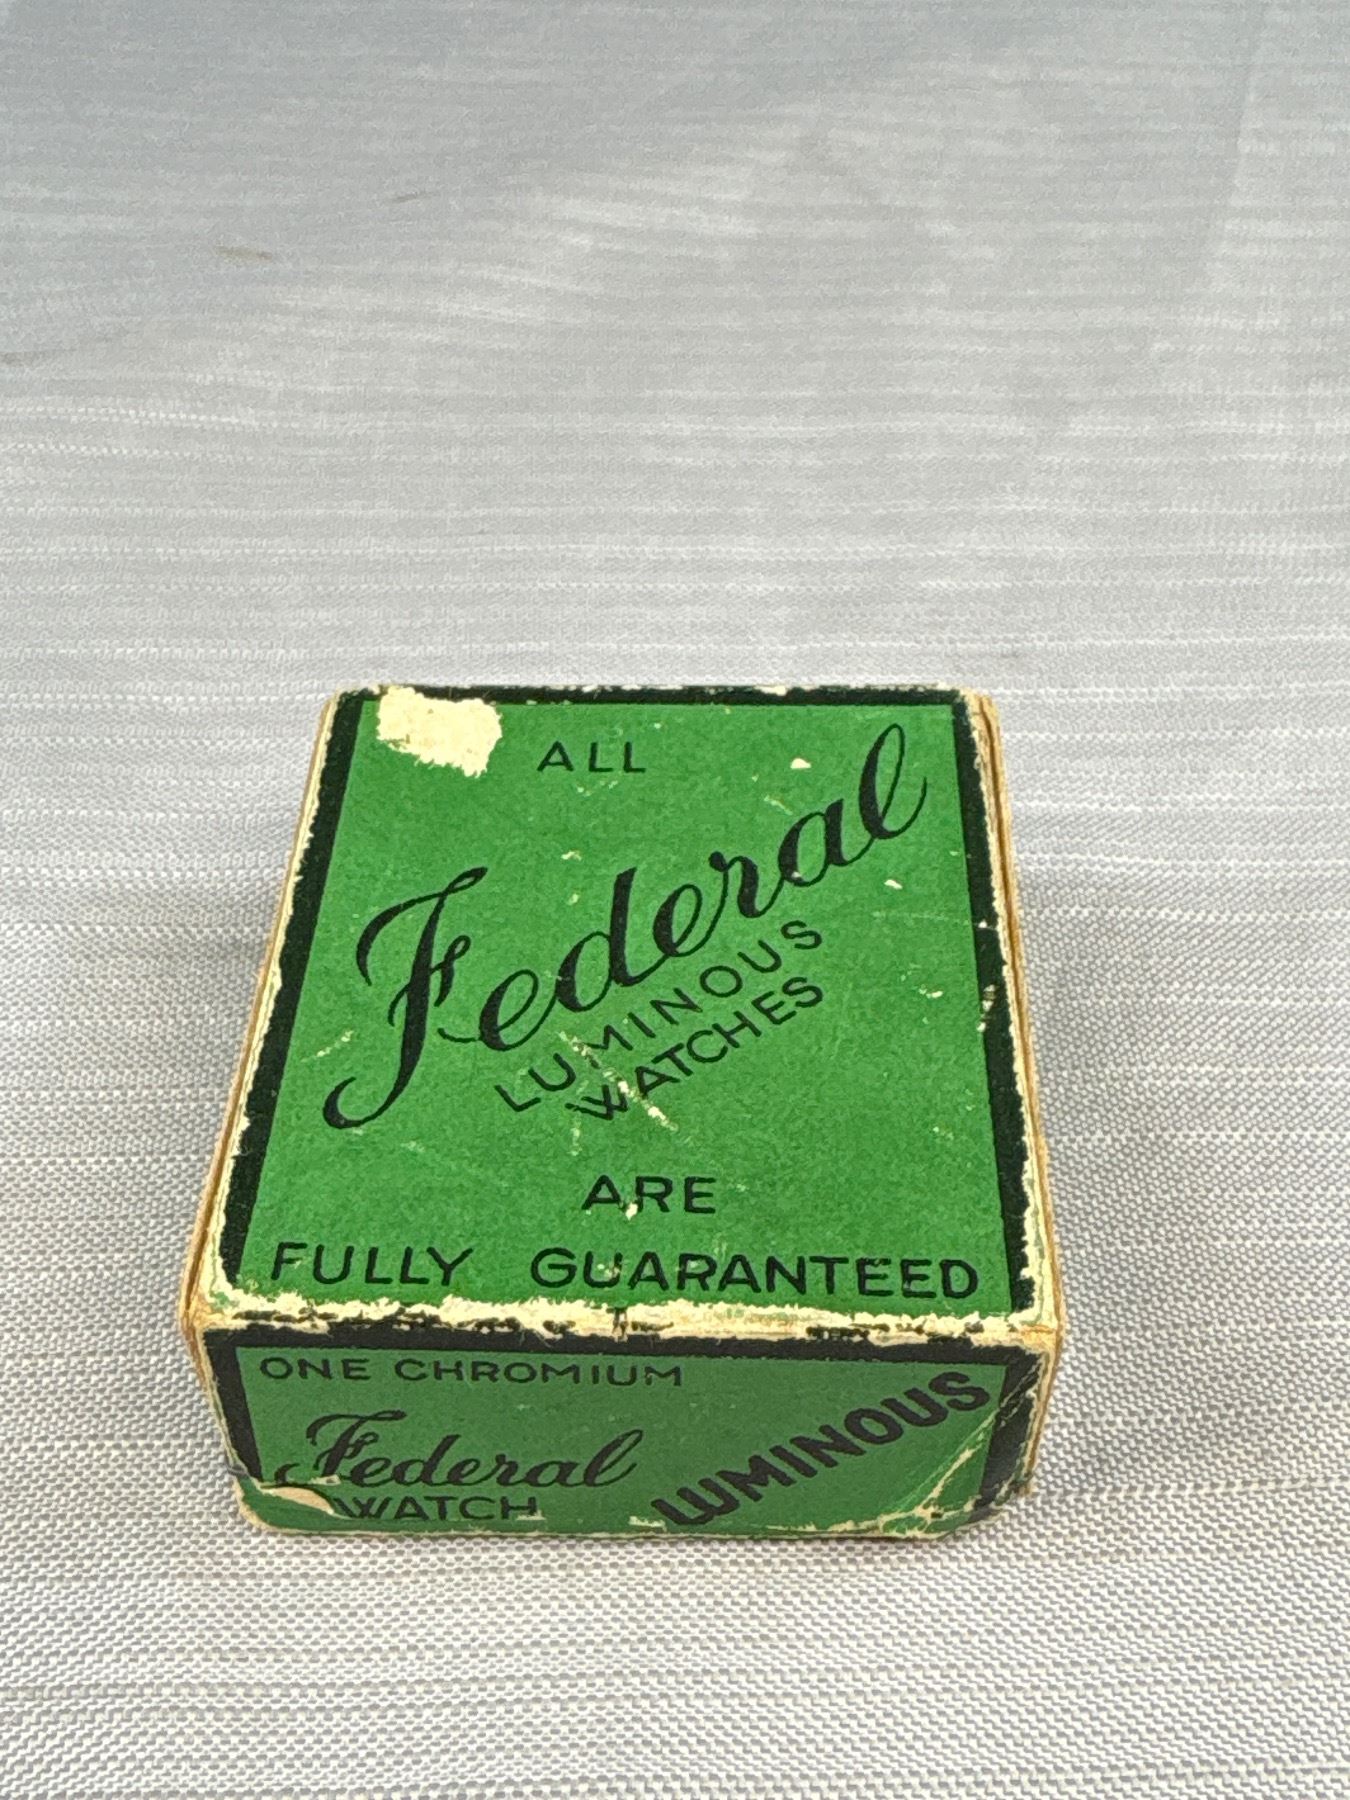 ALL
Federal
LUMINOUS
WATCHES
ARE
FULLY GUARANTEED
ONE CHROMIUM
Federal
WATCH
LUMINOUS